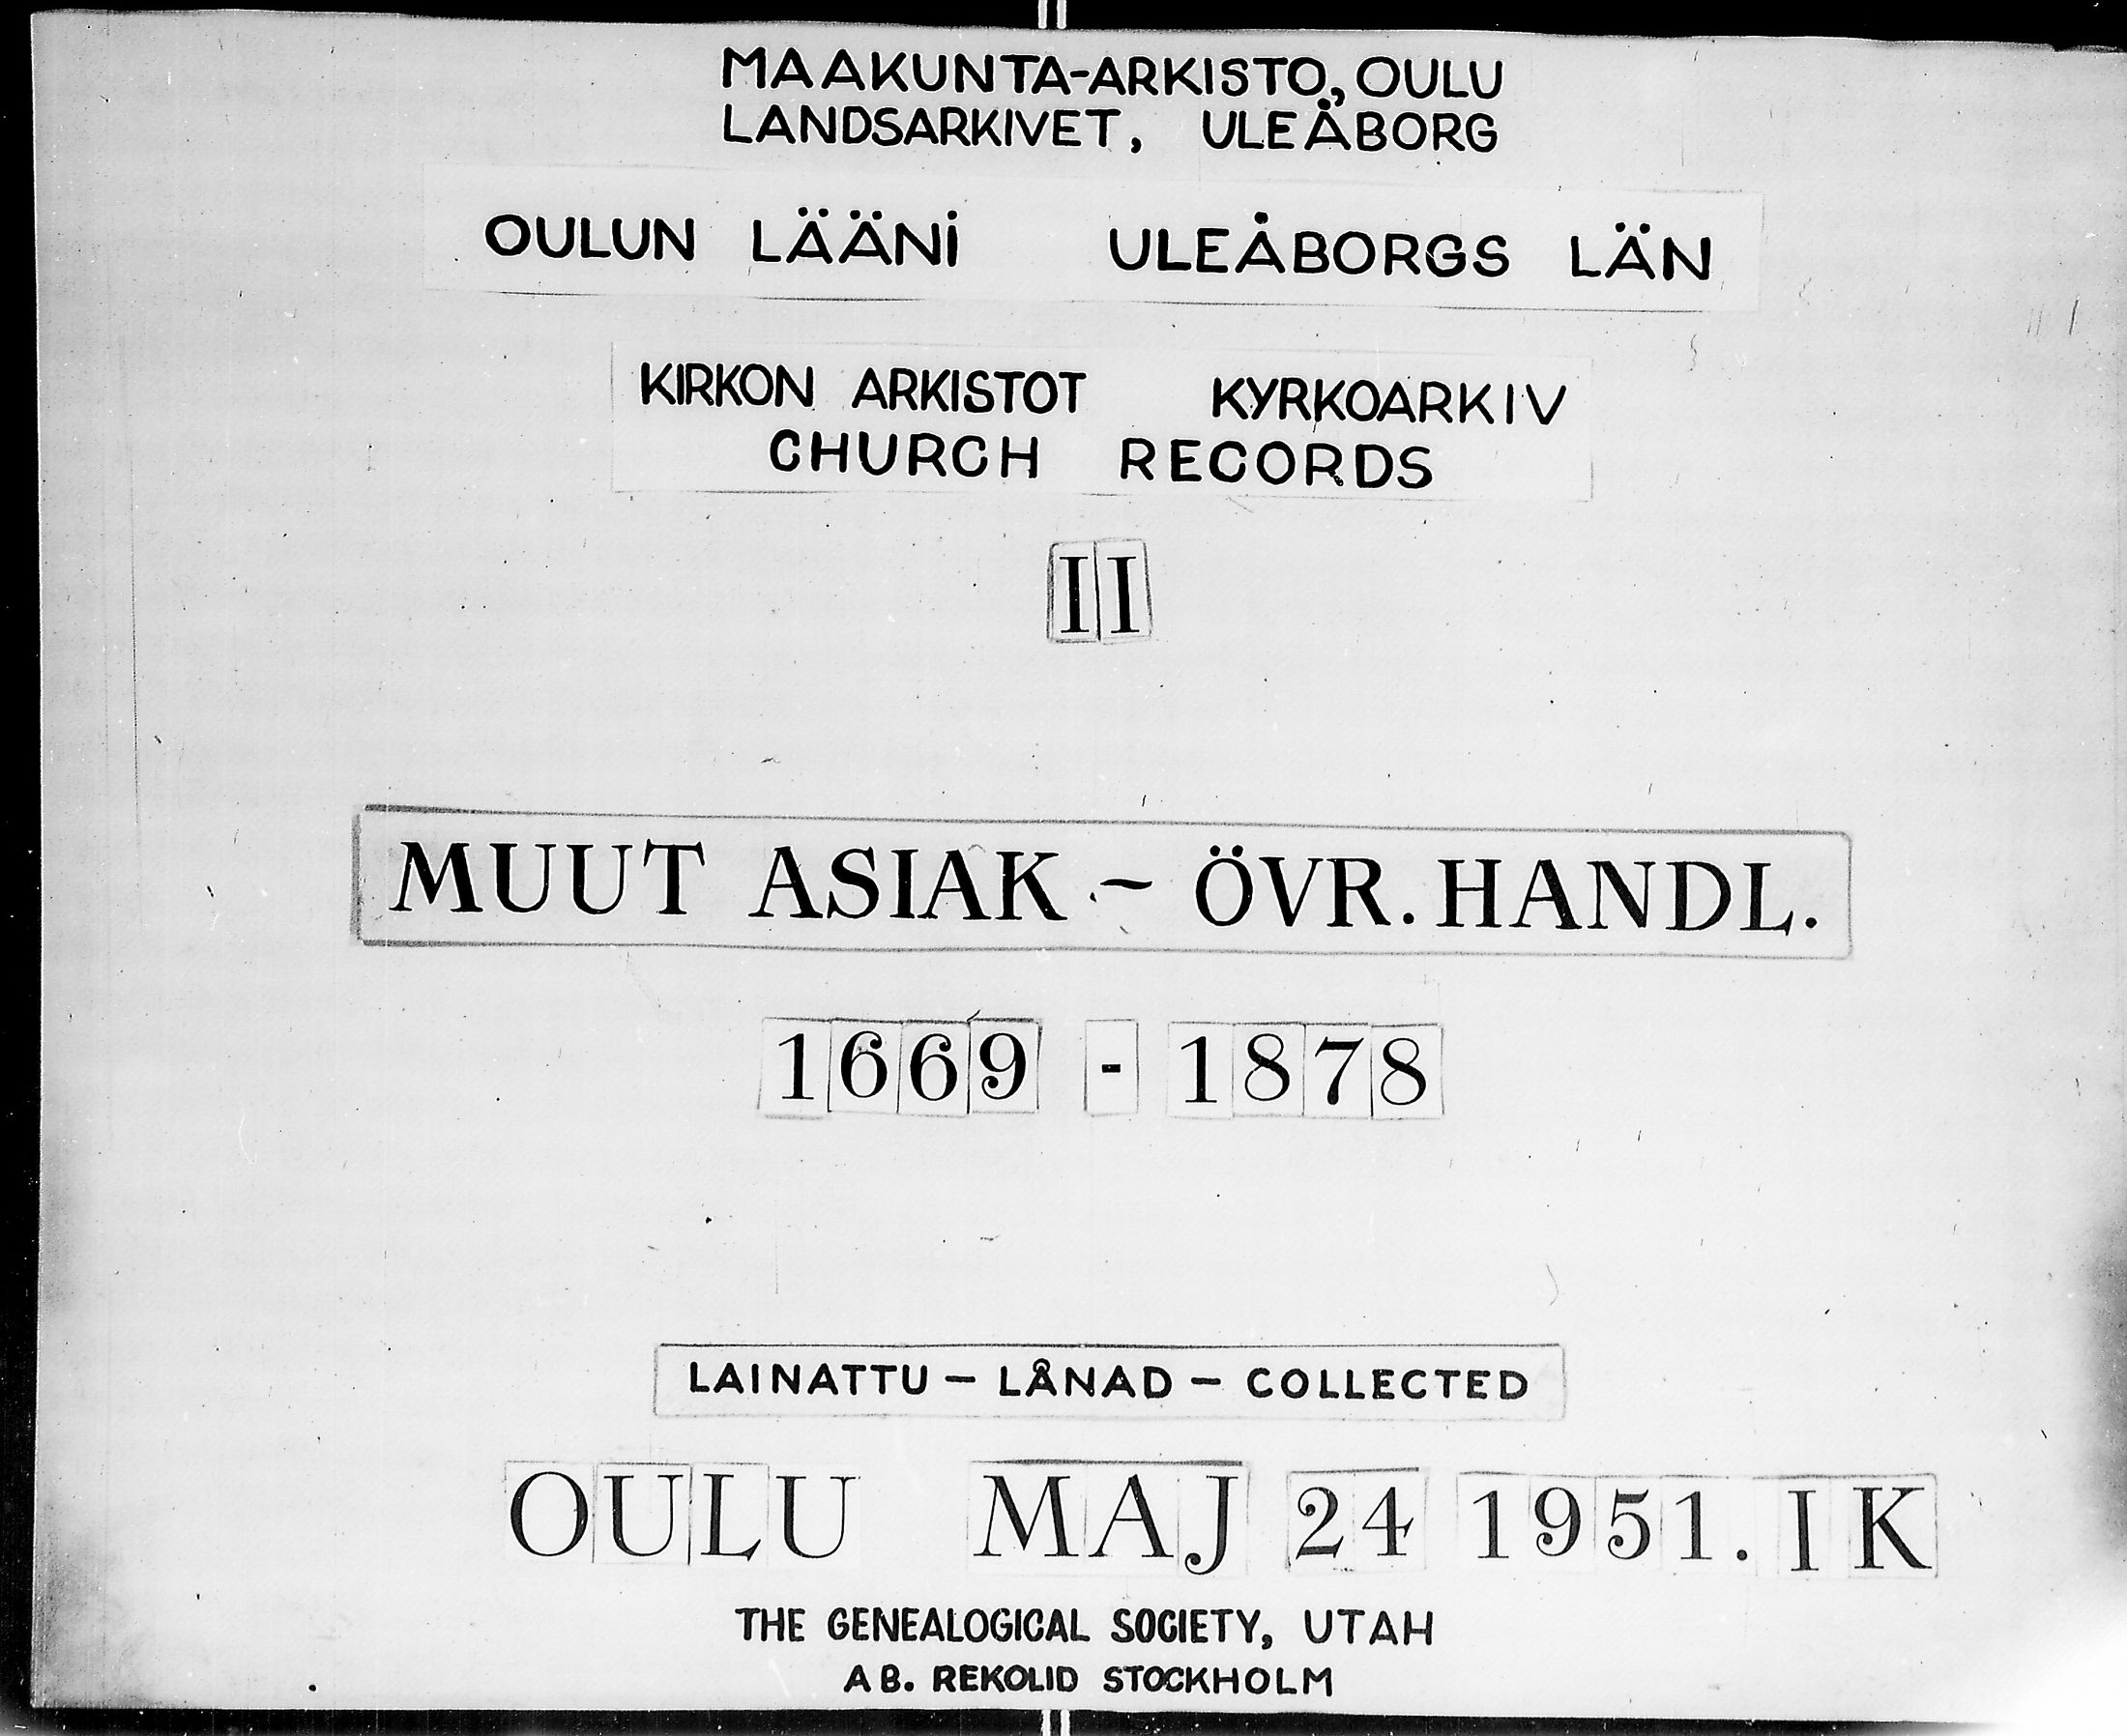 MAAKUNTA-ARKISTO, OULU
LANDSARKIVET, ULEÅBORG
OULUN LÄÄNI ULEÅBORGS LÄN
KIRKON ARKISTOT KYRKOARKIV
CHURCH RECORDS
II
MUUT ASIAK - ÖVR. HANDL.
1669 - 1878
LAINATTU - LÅNAD - COLLECTED
OULU MAJ 24 1951. I K
THE GENEALOGICAL SOCIETY, UTAH
AB. REKOLID STOCKHOLM